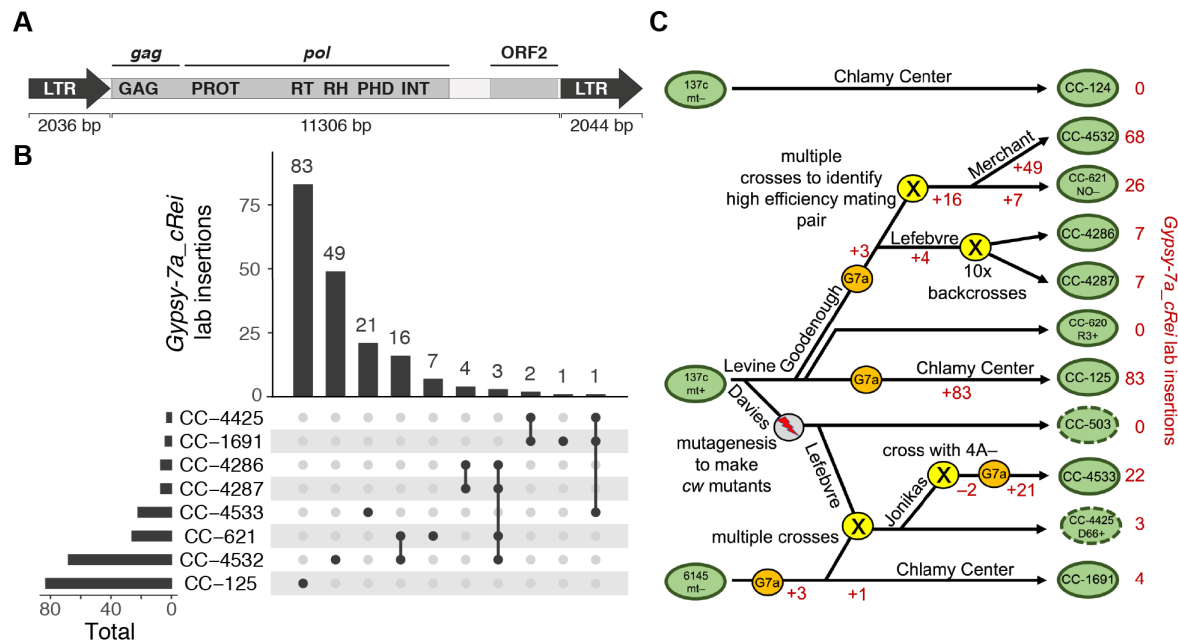 A
gag
pol
ORF2
LTR
GAG
PROT
RT RH PHD INT
LTR
2036 bp
11306 bp
2044 bp
B
Gypsy-7a_cRei
lab insertions
75
50
25
0
83
49
21
16
7
4
3
2
1
1
CC–4425
CC–1691
CC–4286
CC–4287
CC–4533
CC–621
CC–4532
CC–125
80
40
0
Total
C
137c
mt–
Chlamy Center
CC-124
0
multiple
crosses to identify
high efficiency mating
pair
X
+16
Merchant
+49
CC-4532
68
+7
CC-621
NO–
26
+3
Lefebvre
+4
X
10x
backcrosses
CC-4286
7
CC-4287
7
G7a
Goodenough
CC-620
R3+
0
137c
mt+
Levine
G7a
Chlamy Center
+83
CC-125
83
Davies
mutagenesis
to make
cw mutants
CC-503
0
Lefebvre
cross with 4A–
Jonikas
X
–2
G7a
+21
CC-4533
22
multiple crosses
X
CC-4425
D66+
3
6145
mt–
G7a
+3
+1
Chlamy Center
CC-1691
4
Gypsy-7a_cRei lab insertions